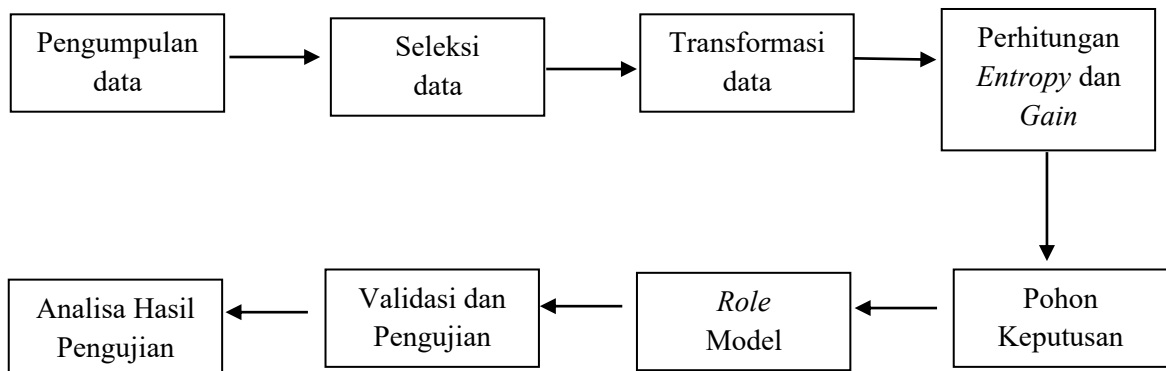 Pengumpulan
data
Seleksi
data
Transformasi
data
Perhitungan
Entropy dan
Gain
Pohon
Keputusan
Role
Model
Validasi dan
Pengujian
Analisa Hasil
Pengujian